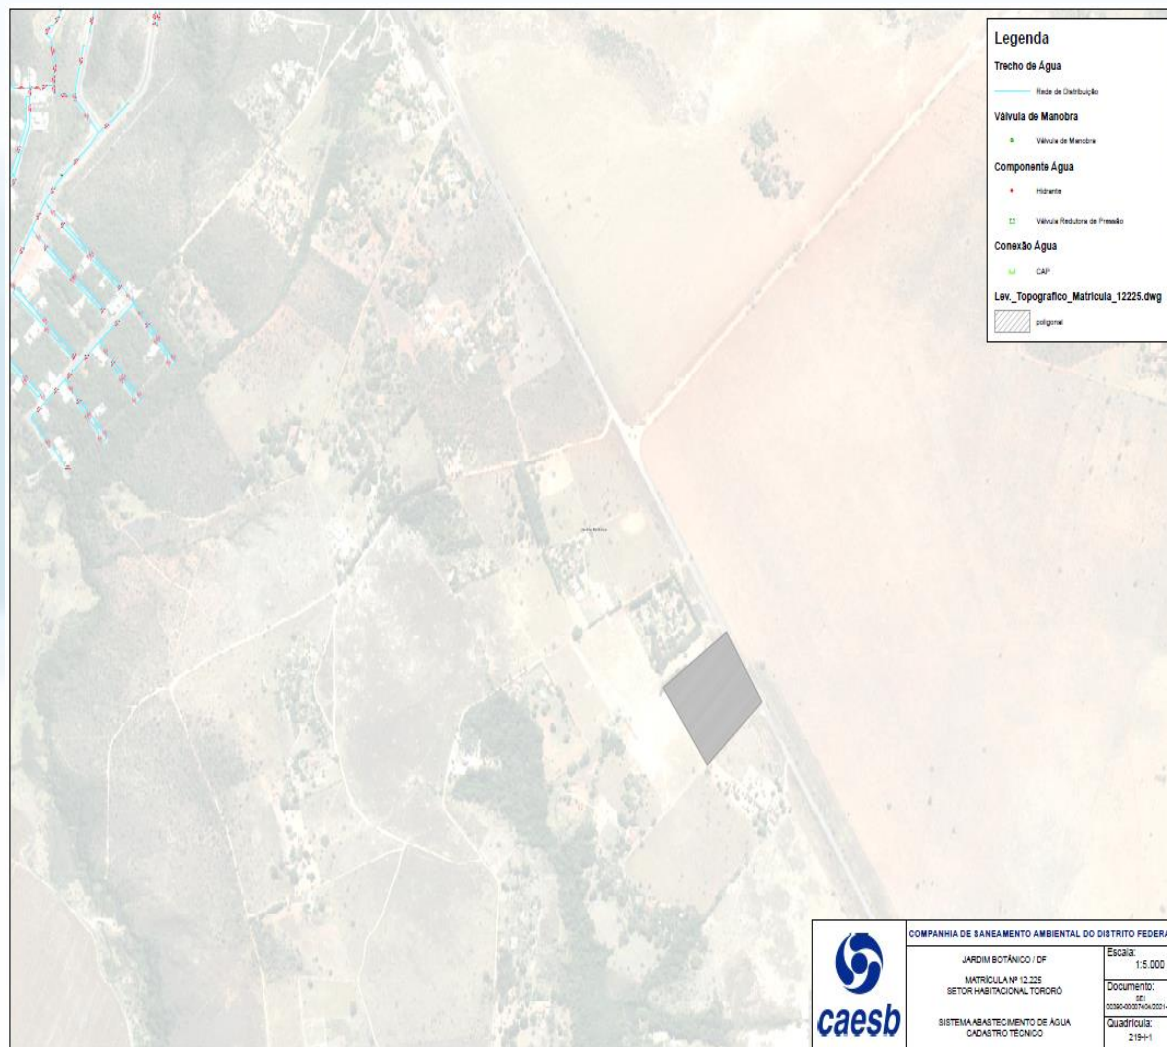 Legenda
Trecho de Água
Rede de Distribuição
Válvula de Manobra
Válvula de Manobra
Componente Água
Hidrante
Válvula Redutora de Pressão
Conexão Água
CAP
Lev._Topografico_Matricula_12225.dwg
poligonal
COMPANHIA DE SANEAMENTO AMBIENTAL DO DISTRITO FEDERA
JARDIM BOTÂNICO / DF
MATRÍCULA Nº 12.225
SETOR HABITACIONAL TORORÓ
SISTEMA ABASTECIMENTO DE ÁGUA
CADASTRO TÉCNICO
Escala:
1:5.000
Documento:
SEI
Quadrícula:
219-I-1
caesb